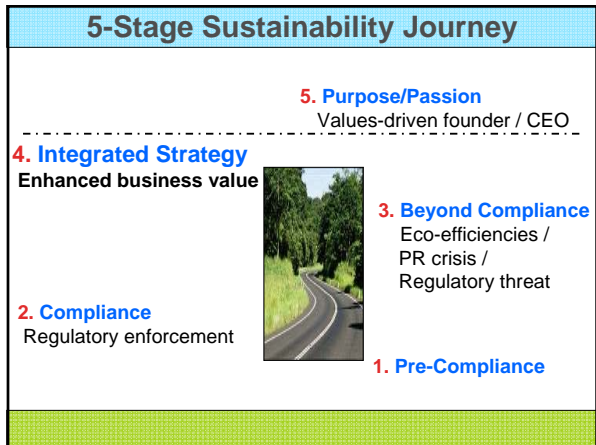 5-Stage Sustainability Journey
5. Purpose/Passion
Values-driven founder / CEO
4. Integrated Strategy
Enhanced business value
3. Beyond Compliance
Eco-efficiencies /
PR crisis /
Regulatory threat
2. Compliance
Regulatory enforcement
1. Pre-Compliance